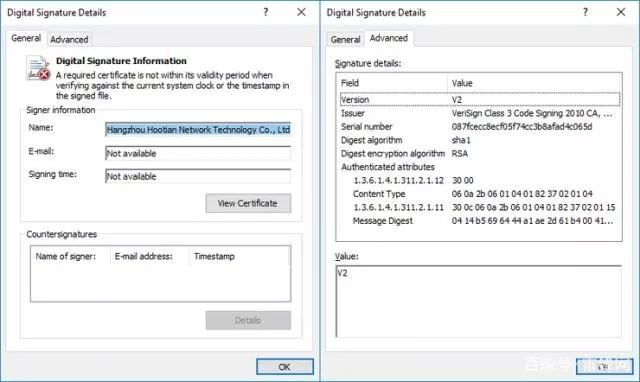 Digital Signature Details
General
Advanced
Digital Signature Information
A required certificate is not within its validity period when
verifying against the current system clock or the timestamp in
the signed file.
Signer information
Name:
Hangzhou Hootian Network Technology Co., Ltd
E-mail:
Not available
Signing time:
Not available
View Certificate
Countersignatures
Name of signer:
E-mail address:
Timestamp
Details
OK
Digital Signature Details
General
Advanced
Signature details:
Field
Value
Version
V2
Issuer
VeriSign Class 3 Code Signing 2010 CA, ...
Serial number
087fcecc8ecf05f74cc3b8afad4c065d
Digest algorithm
sha1
Digest encryption algorithm
RSA
Authenticated attributes
1.3.6.1.4.1.311.2.1.12
30 00
Content Type
06 0a 2b 06 01 04 01 82 37 02 01 04
1.3.6.1.4.1.311.2.1.11
30 0c 06 0a 2b 06 01 04 01 82 37 02 01 15
Message Digest
04 14 b5 69 64 44 a1 ae 2d 61 b4 00 41...
Value:
V2